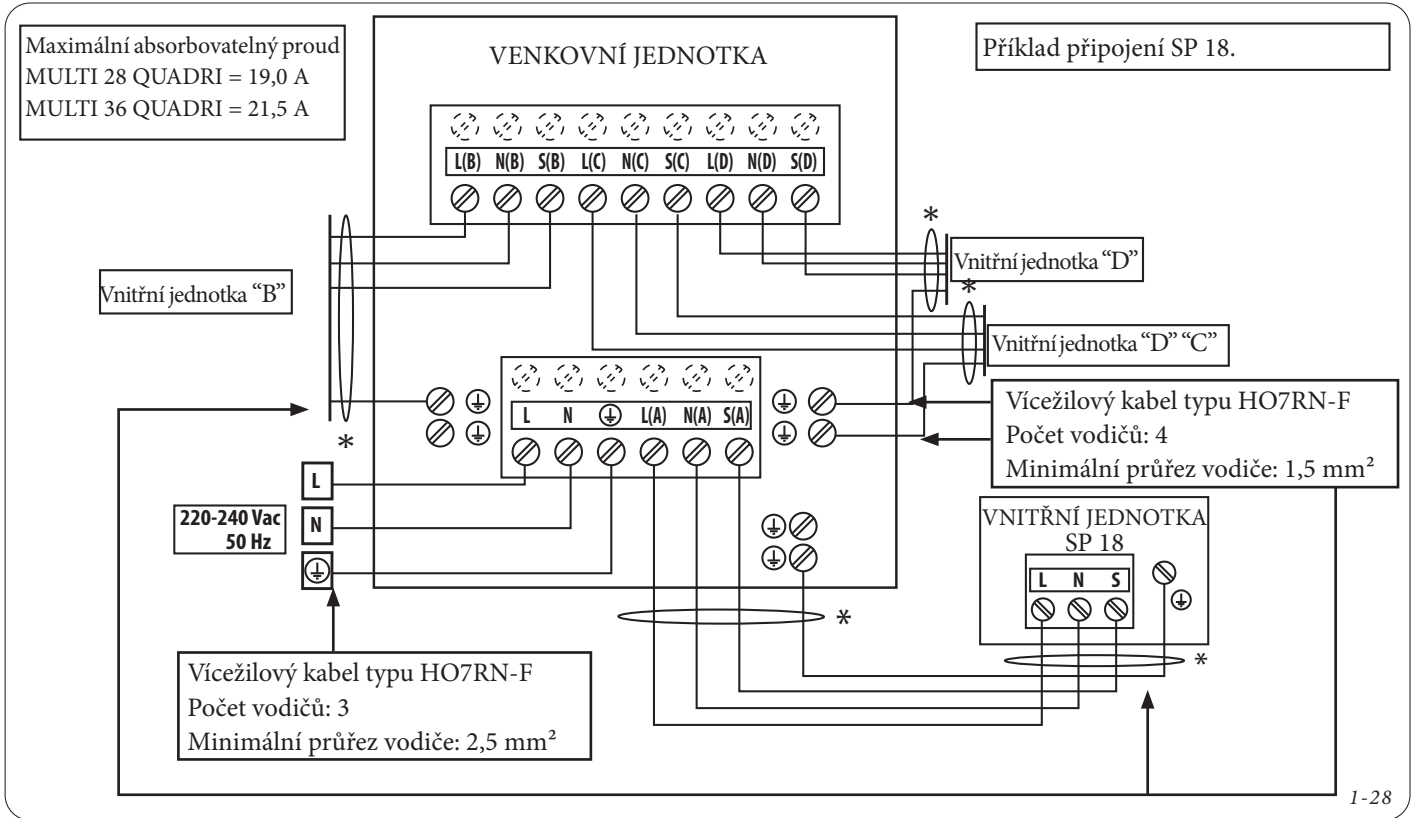 Maximální absorbovatelný proud
MULTI 28 QUADRI = 19,0 A
MULTI 36 QUADRI = 21,5 A
VENKOVNÍ JEDNOTKA
Příklad připojení SP 18.
L(B) N(B) S(B) L(C) N(C) S(C) L(D) N(D) S(D)
*
Vnitřní jednotka “D”
*
Vnitřní jednotka “B”
Vnitřní jednotka “D” “C”
L N L(A) N(A) S(A)
*
Vícežilový kabel typu HO7RN-F
Počet vodičů: 4
Minimální průřez vodiče: 1,5 mm²
L
220-240 Vac
50 Hz
N
VNITŘNÍ JEDNOTKA
SP 18
L N S
*
*
Vícežilový kabel typu HO7RN-F
Počet vodičů: 3
Minimální průřez vodiče: 2,5 mm²
1-28